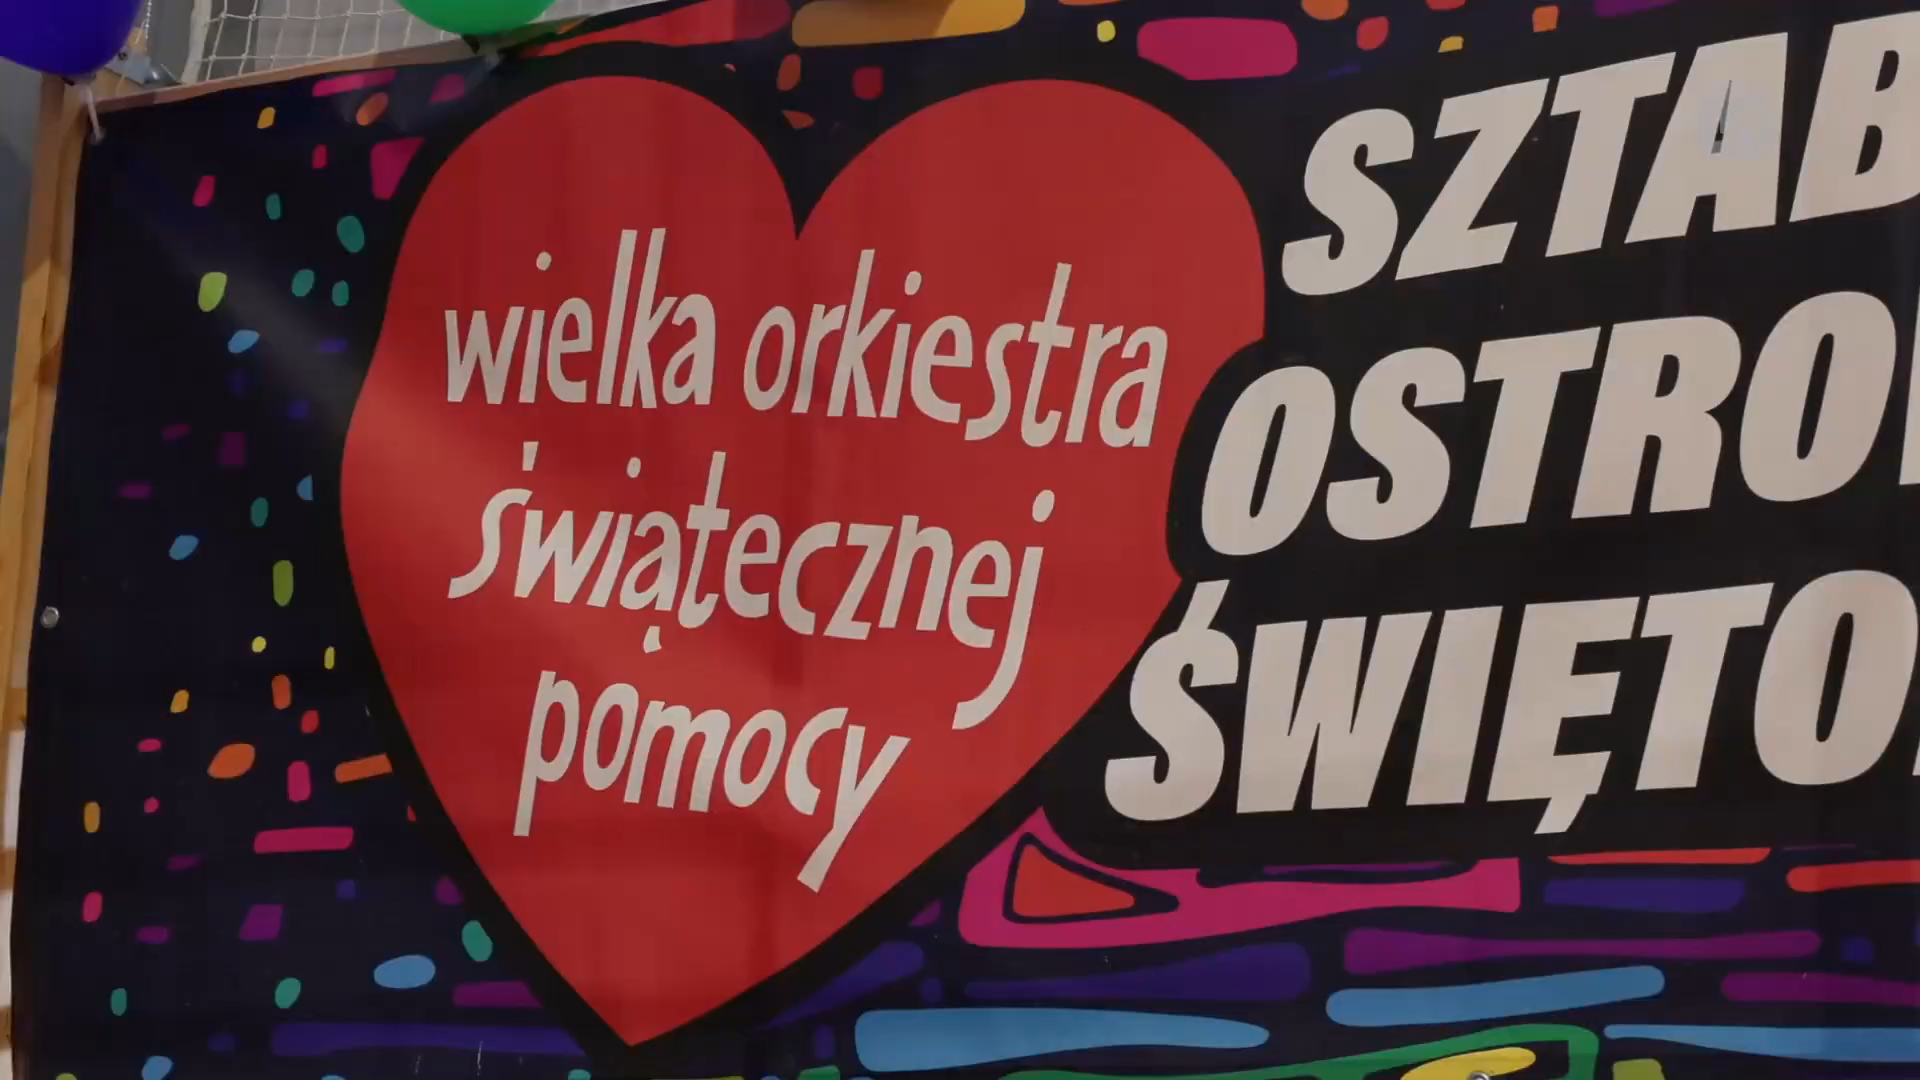 wielka orkiestra
świątecznej
pomocy
SZTAB
OSTRO
ŚWIĘTO